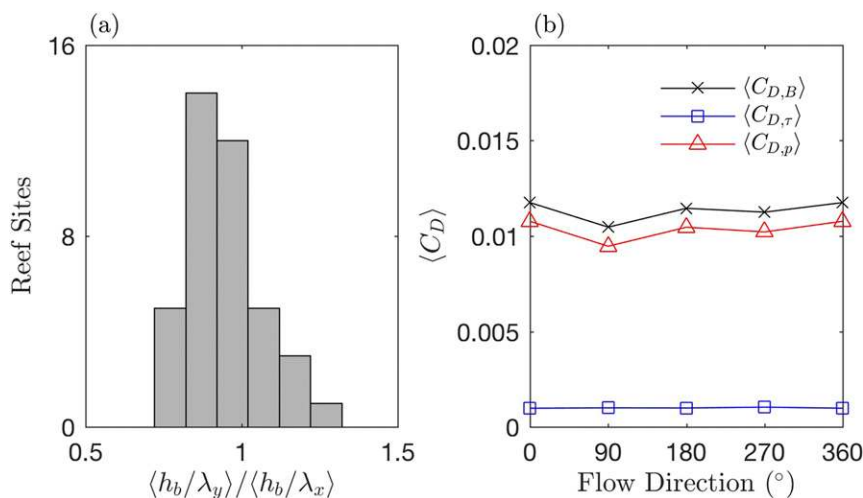 (a)
16
8
0
Reef Sites
0.5 1 1.5
⟨h_b/λ_y⟩/⟨h_b/λ_x⟩
(b)
0.02
0.015
0.01
0.005
0
⟨C_D⟩
⟨C_{D,B}⟩
⟨C_{D,τ}⟩
⟨C_{D,p}⟩
0 90 180 270 360
Flow Direction (°)